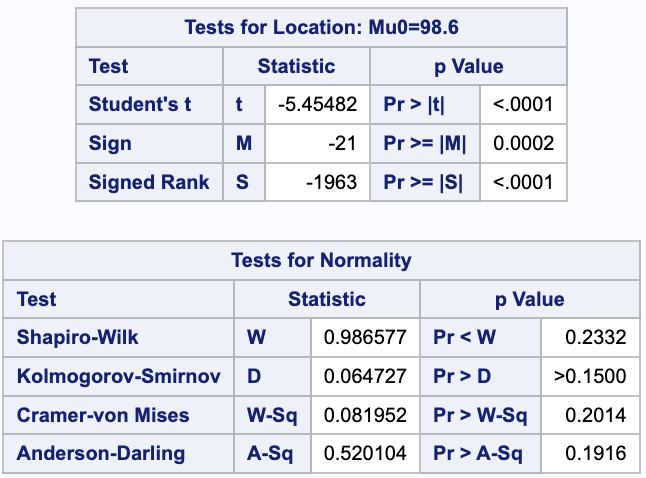 Tests for Location: Mu0=98.6
Test Statistic p Value
Student's t t -5.45482 Pr > |t| <.0001
Sign M -21 Pr >= |M| 0.0002
Signed Rank S -1963 Pr >= |S| <.0001
Tests for Normality
Test Statistic p Value
Shapiro-Wilk W 0.986577 Pr < W 0.2332
Kolmogorov-Smirnov D 0.064727 Pr > D >0.1500
Cramer-von Mises W-Sq 0.081952 Pr > W-Sq 0.2014
Anderson-Darling A-Sq 0.520104 Pr > A-Sq 0.1916